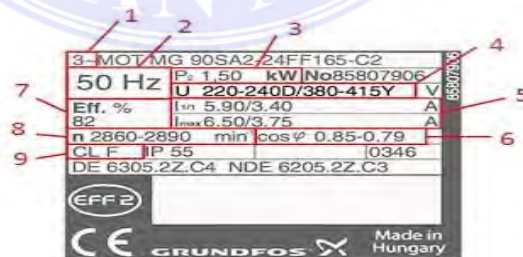 1 2 3
3~MOT MG 90SA2-24FF165-C2
50 Hz P₂ 1,50 kW No85807906
U 220-240D/380-415Y V 4
7 Eff. % I1/1 5.90/3.40 A 5
82 Imax 6.50/3.75 A
8 n 2860-2890 min cosφ 0.85-0.79 6
9 CL F IP 55 0346
DE 6305.2Z.C4 NDE 6205.2Z.C3
EFF 2
CE GRUNDFOS Made in
Hungary
85807906